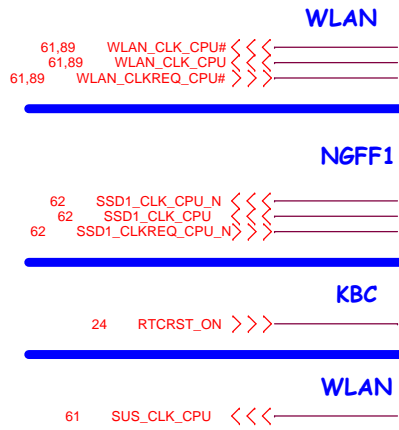 WLAN
61,89 WLAN_CLK_CPU#
61,89 WLAN_CLK_CPU
61,89 WLAN_CLKREQ_CPU#
NGFF1
62 SSD1_CLK_CPU_N
62 SSD1_CLK_CPU
62 SSD1_CLKREQ_CPU_N
KBC
24 RTCRST_ON
WLAN
61 SUS_CLK_CPU